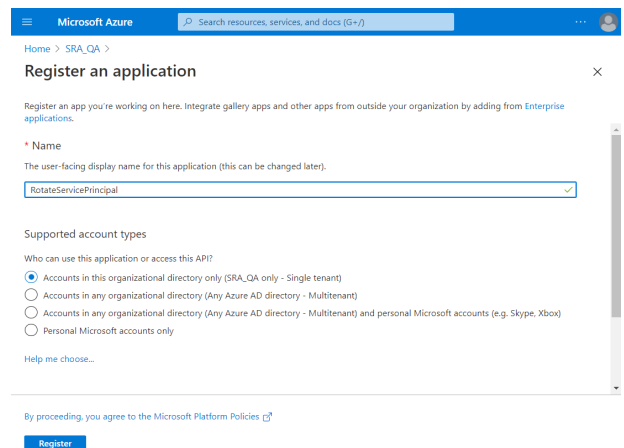 Microsoft Azure
Search resources, services, and docs (G+/)
Home > SRA_QA >
Register an application
Register an app you're working on here. Integrate gallery apps and other apps from outside your organization by adding from Enterprise
applications.
* Name
The user-facing display name for this application (this can be changed later).
RotateServicePrincipal
Supported account types
Who can use this application or access this API?
Accounts in this organizational directory only (SRA_QA only - Single tenant)
Accounts in any organizational directory (Any Azure AD directory - Multitenant)
Accounts in any organizational directory (Any Azure AD directory - Multitenant) and personal Microsoft accounts (e.g. Skype, Xbox)
Personal Microsoft accounts only
Help me choose...
By proceeding, you agree to the Microsoft Platform Policies
Register